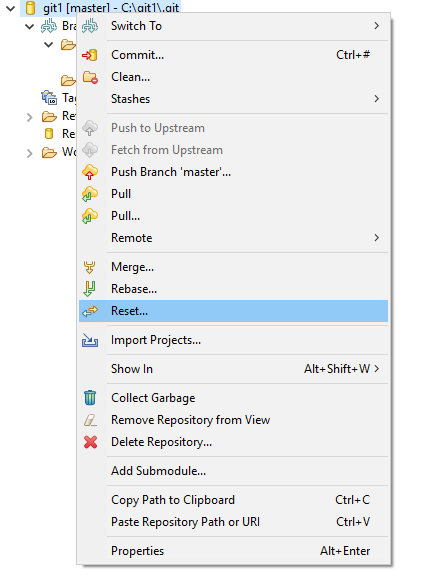 git1 [master] - C:\git1\.git
Bra
Tag
Re
Re
Wo
Switch To
Commit... Ctrl+#
Clean...
Stashes
Push to Upstream
Fetch from Upstream
Push Branch 'master'...
Pull
Pull...
Remote
Merge...
Rebase...
Reset...
Import Projects...
Show In Alt+Shift+W
Collect Garbage
Remove Repository from View
Delete Repository...
Add Submodule...
Copy Path to Clipboard Ctrl+C
Paste Repository Path or URI Ctrl+V
Properties Alt+Enter